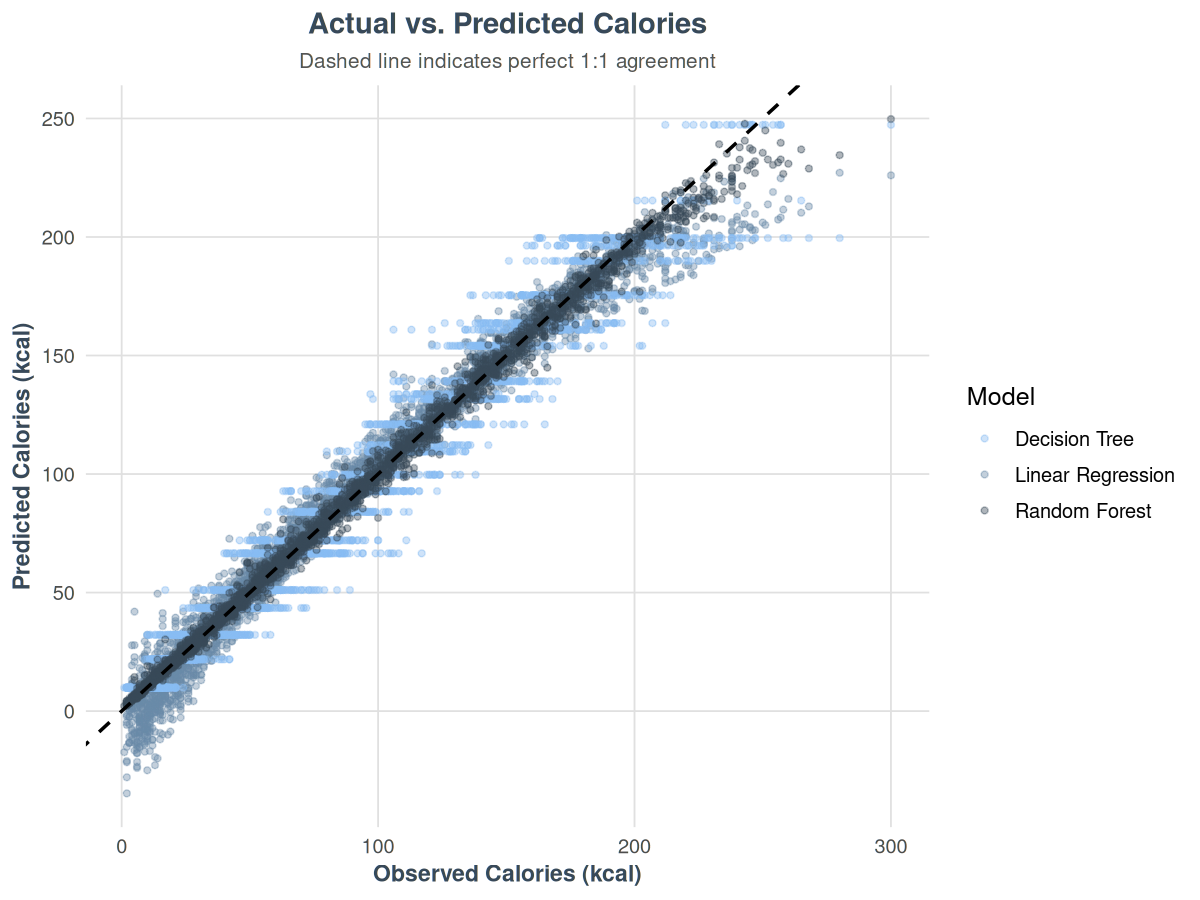 Actual vs. Predicted Calories
Dashed line indicates perfect 1:1 agreement
Predicted Calories (kcal)
250
200
150
100
50
0
0 100 200 300
Observed Calories (kcal)
Model
Decision Tree
Linear Regression
Random Forest